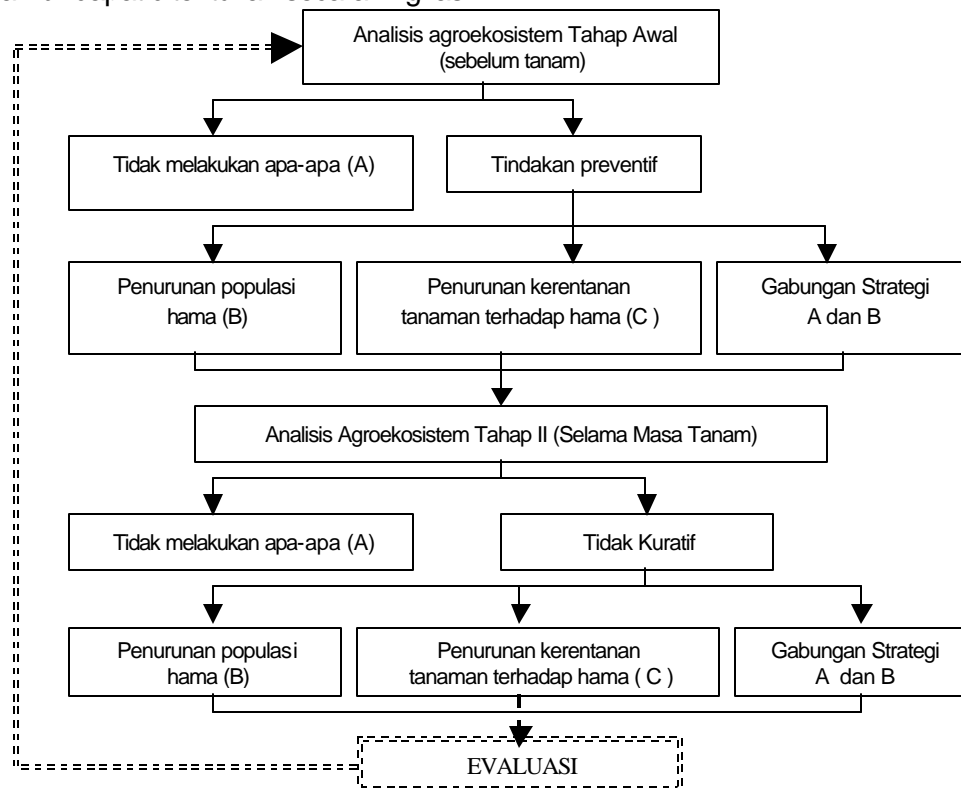 Analisis agroekosistem Tahap Awal
(sebelum tanam)
Tidak melakukan apa-apa (A)
Tindakan preventif
Penurunan populasi
hama (B)
Penurunan kerentanan
tanaman terhadap hama (C )
Gabungan Strategi
A dan B
Analisis Agroekosistem Tahap II (Selama Masa Tanam)
Tidak melakukan apa-apa (A)
Tidak Kuratif
Penurunan populasi
hama (B)
Penurunan kerentanan
tanaman terhadap hama ( C )
Gabungan Strategi
A dan B
EVALUASI